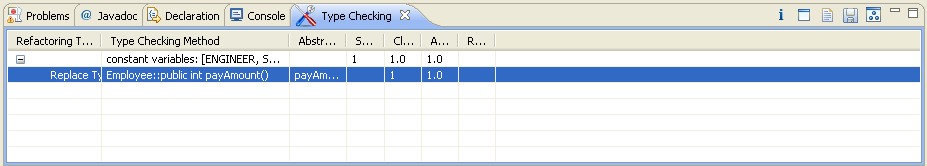 Problems @ Javadoc Declaration Console Type Checking
Refactoring T... Type Checking Method Abstr... S... Cl... A... R...
constant variables: [ENGINEER, S... 1 1.0 1.0
Replace Ty Employee::public int payAmount() payAm... 1 1.0